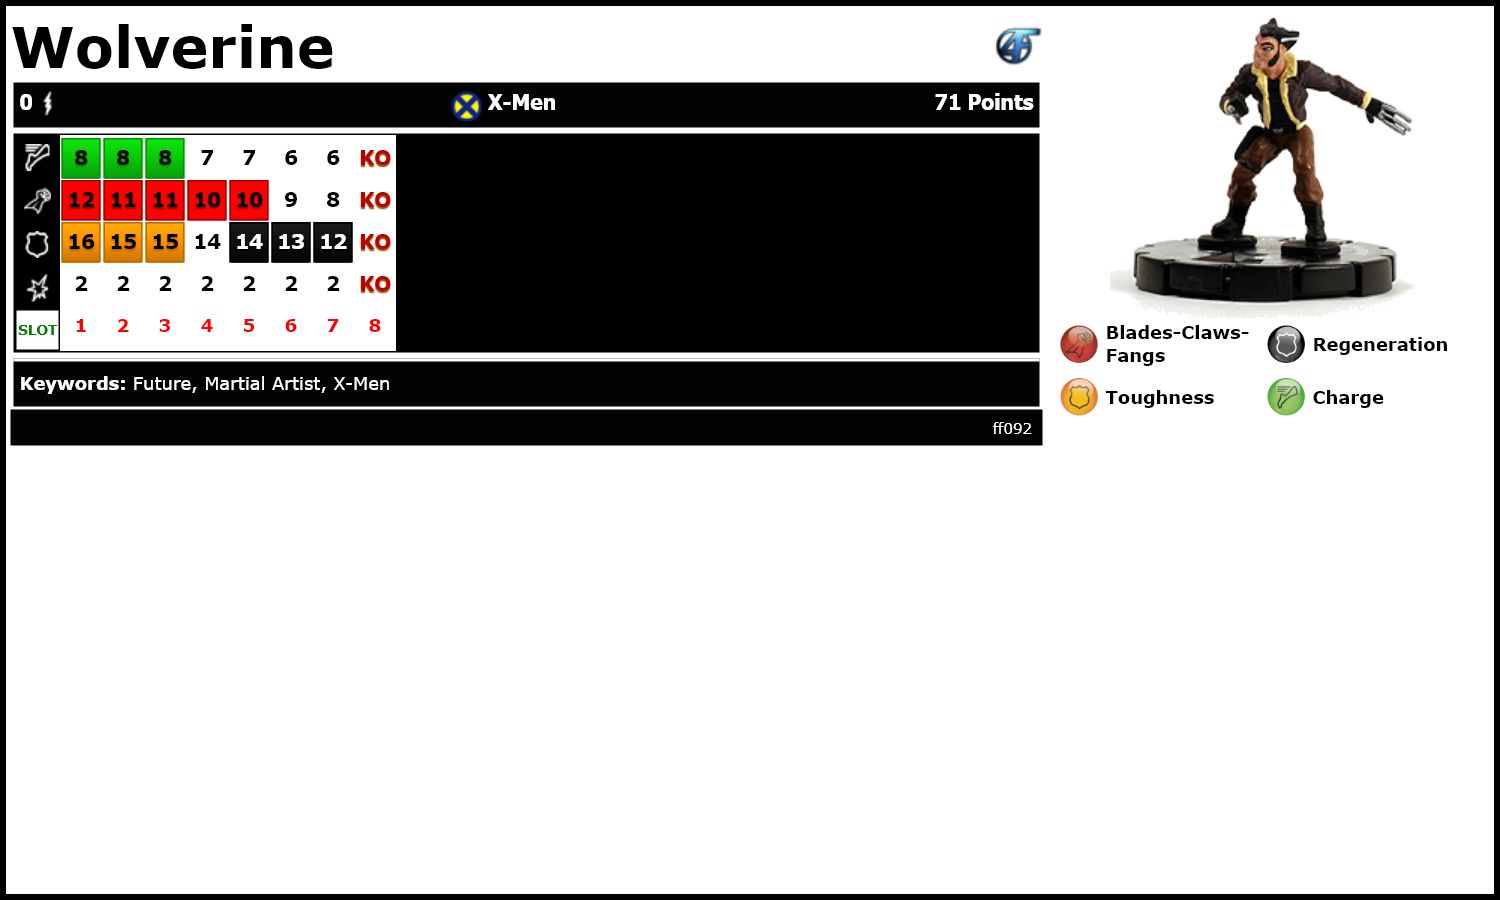 Wolverine
0 X-Men 71 Points
8 8 8 7 7 6 6 KO
12 11 11 10 10 9 8 KO
16 15 15 14 14 13 12 KO
2 2 2 2 2 2 2 KO
SLOT 1 2 3 4 5 6 7 8
Keywords: Future, Martial Artist, X-Men
ff092
Blades-Claws-
Fangs
Regeneration
Toughness
Charge